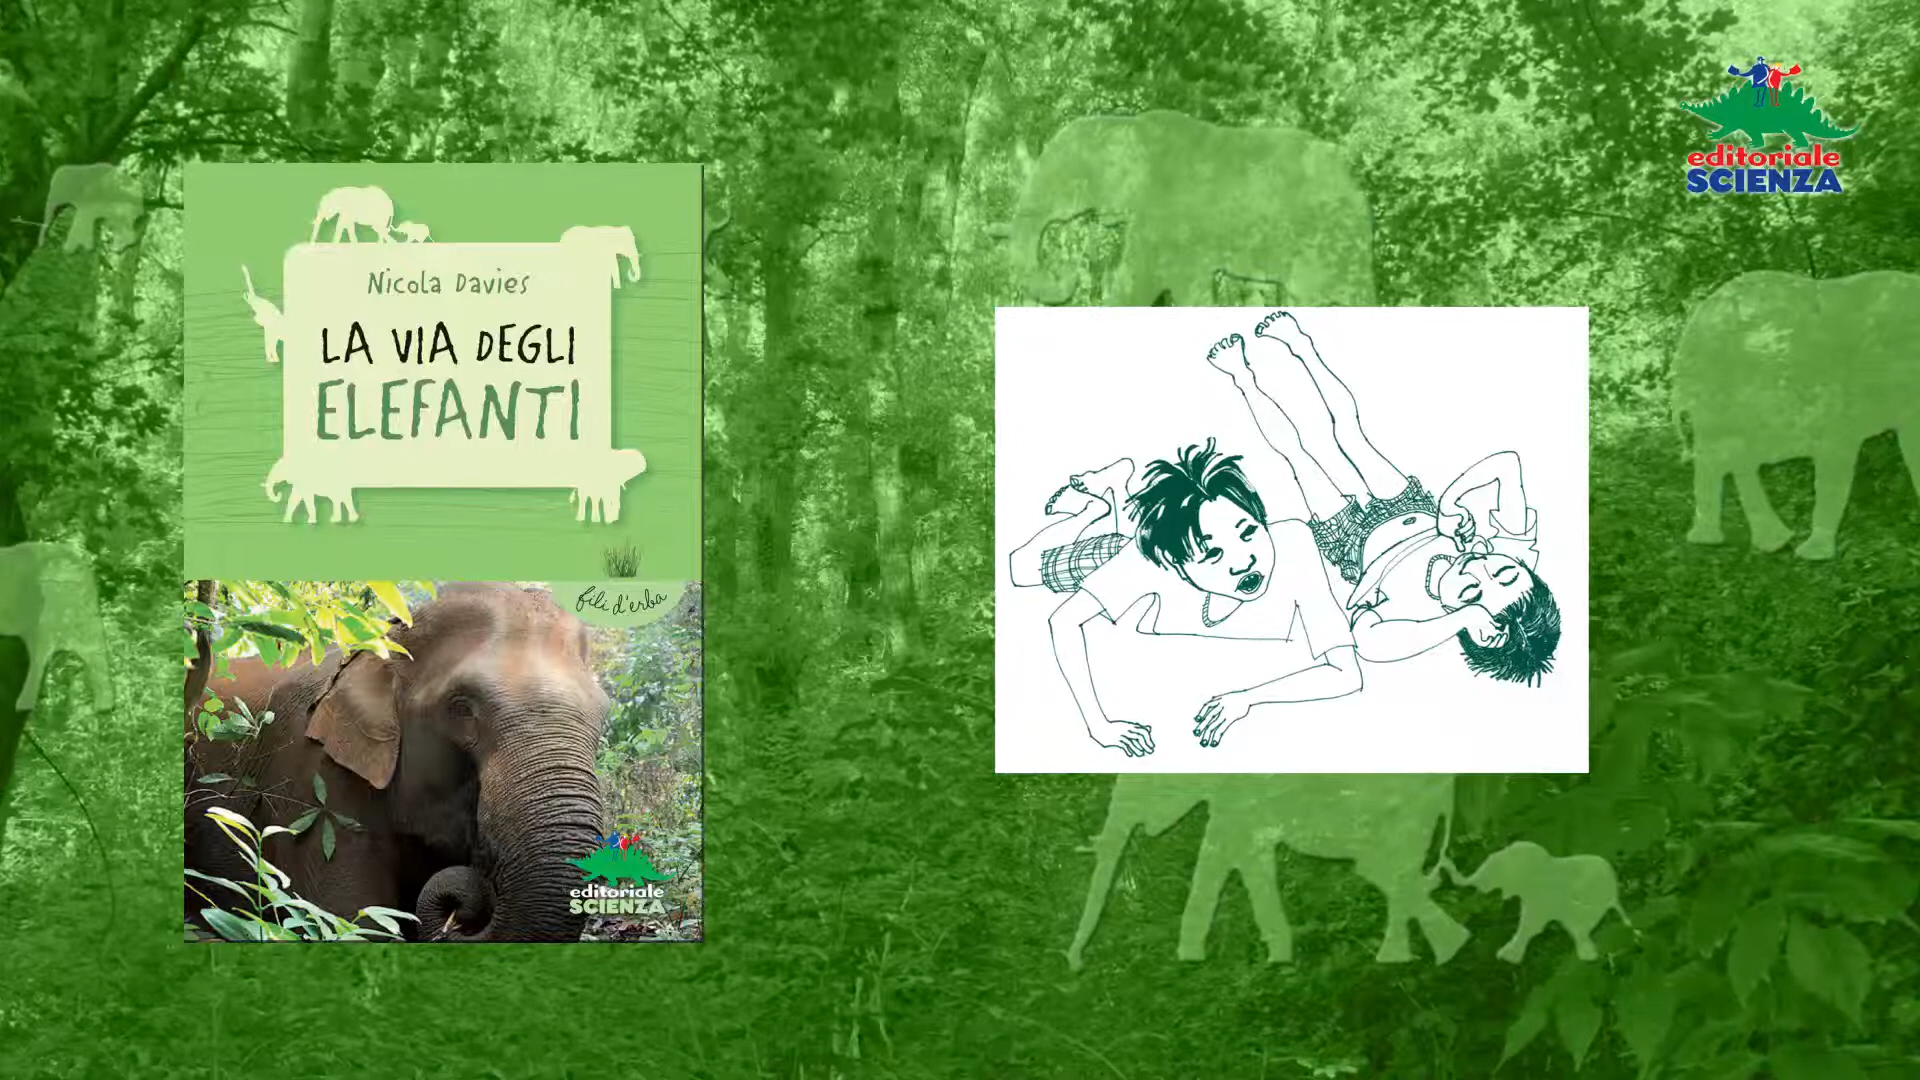 Nicola Davies
LA VIA DEGLI
ELEFANTI
fili d'erba
editoriale
SCIENZA
editoriale
SCIENZA